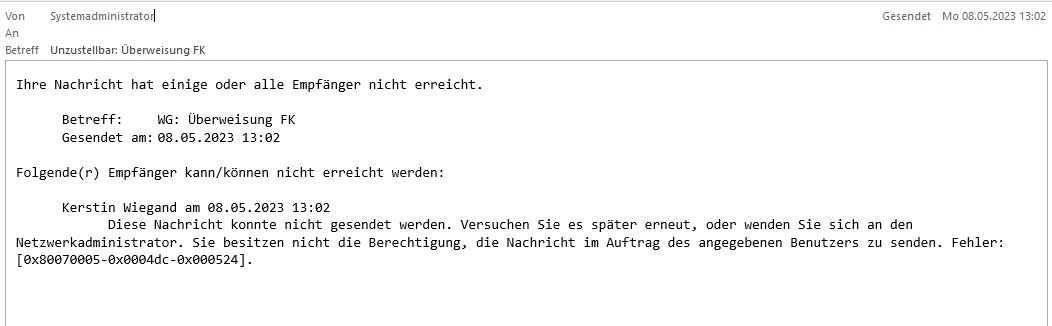 Von Systemadministrator Gesendet Mo 08.05.2023 13:02
An
Betreff Unzustellbar: Überweisung FK
Ihre Nachricht hat einige oder alle Empfänger nicht erreicht.
Betreff: WG: Überweisung FK
Gesendet am: 08.05.2023 13:02
Folgende(r) Empfänger kann/können nicht erreicht werden:
Kerstin Wiegand am 08.05.2023 13:02
Diese Nachricht konnte nicht gesendet werden. Versuchen Sie es später erneut, oder wenden Sie sich an den
Netzwerkadministrator. Sie besitzen nicht die Berechtigung, die Nachricht im Auftrag des angegebenen Benutzers zu senden. Fehler:
[0x80070005-0x0004dc-0x000524].